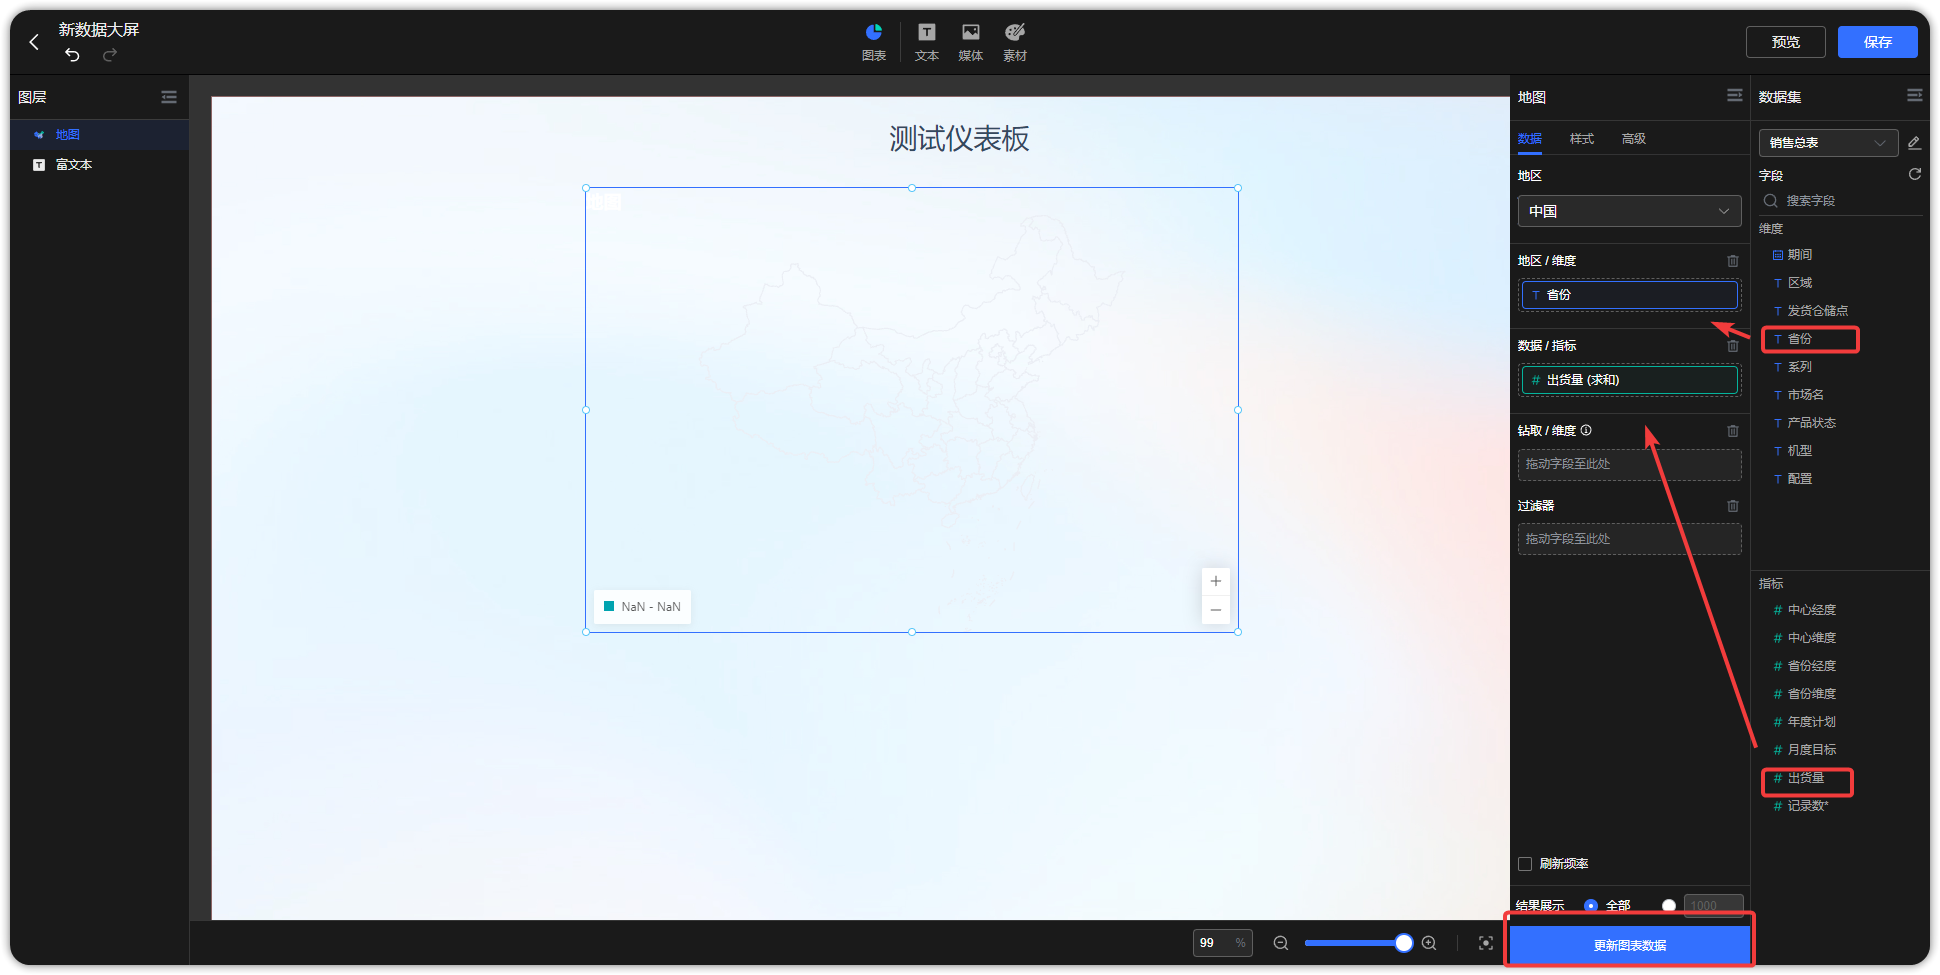 新数据大屏
图表
文本
媒体
素材
预览
保存
图层
地图
富文本
测试仪表板
地图
NaN - NaN
99 %
地图
数据 样式 高级
地区
中国
地区 / 维度
T 省份
数据 / 指标
# 出货量 (求和)
钻取 / 维度
拖动字段至此处
过滤器
拖动字段至此处
刷新频率
结果展示 全部 1000
更新图表数据
数据集
销售总表
字段
搜索字段
维度
期间
T 区域
T 发货仓储点
T 省份
T 系列
T 市场名
T 产品状态
T 机型
T 配置
指标
# 中心经度
# 中心维度
# 省份经度
# 省份维度
# 年度计划
# 月度目标
# 出货量
# 记录数*